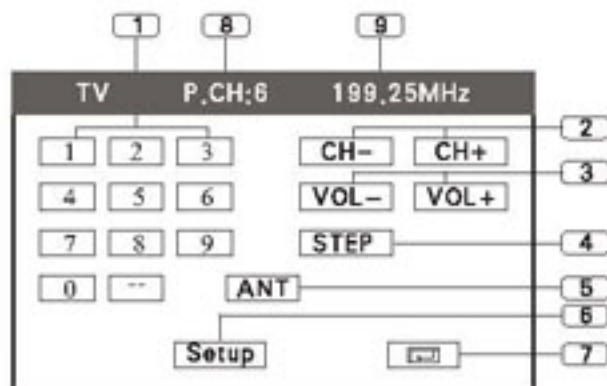 1 8 9
TV P.CH:6 199.25MHz
2
1 2 3 CH- CH+
3
4 5 6 VOL- VOL+
7 8 9 STEP 4
0 -- ANT 5
6
Setup 7